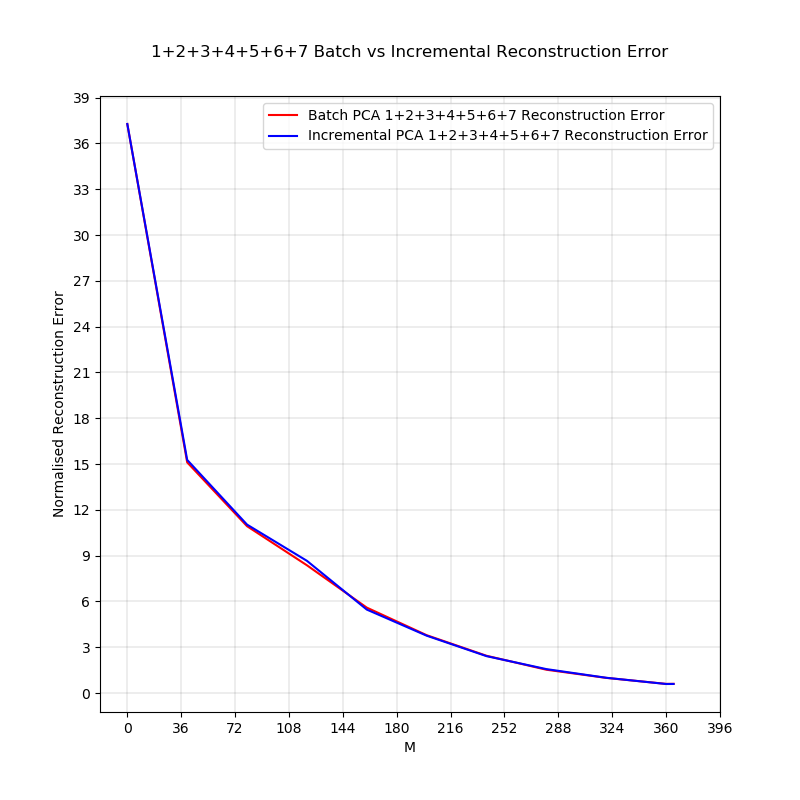 1+2+3+4+5+6+7 Batch vs Incremental Reconstruction Error
Batch PCA 1+2+3+4+5+6+7 Reconstruction Error
Incremental PCA 1+2+3+4+5+6+7 Reconstruction Error
Normalised Reconstruction Error
39
36
33
30
27
24
21
18
15
12
9
6
3
0
0 36 72 108 144 180 216 252 288 324 360 396
M